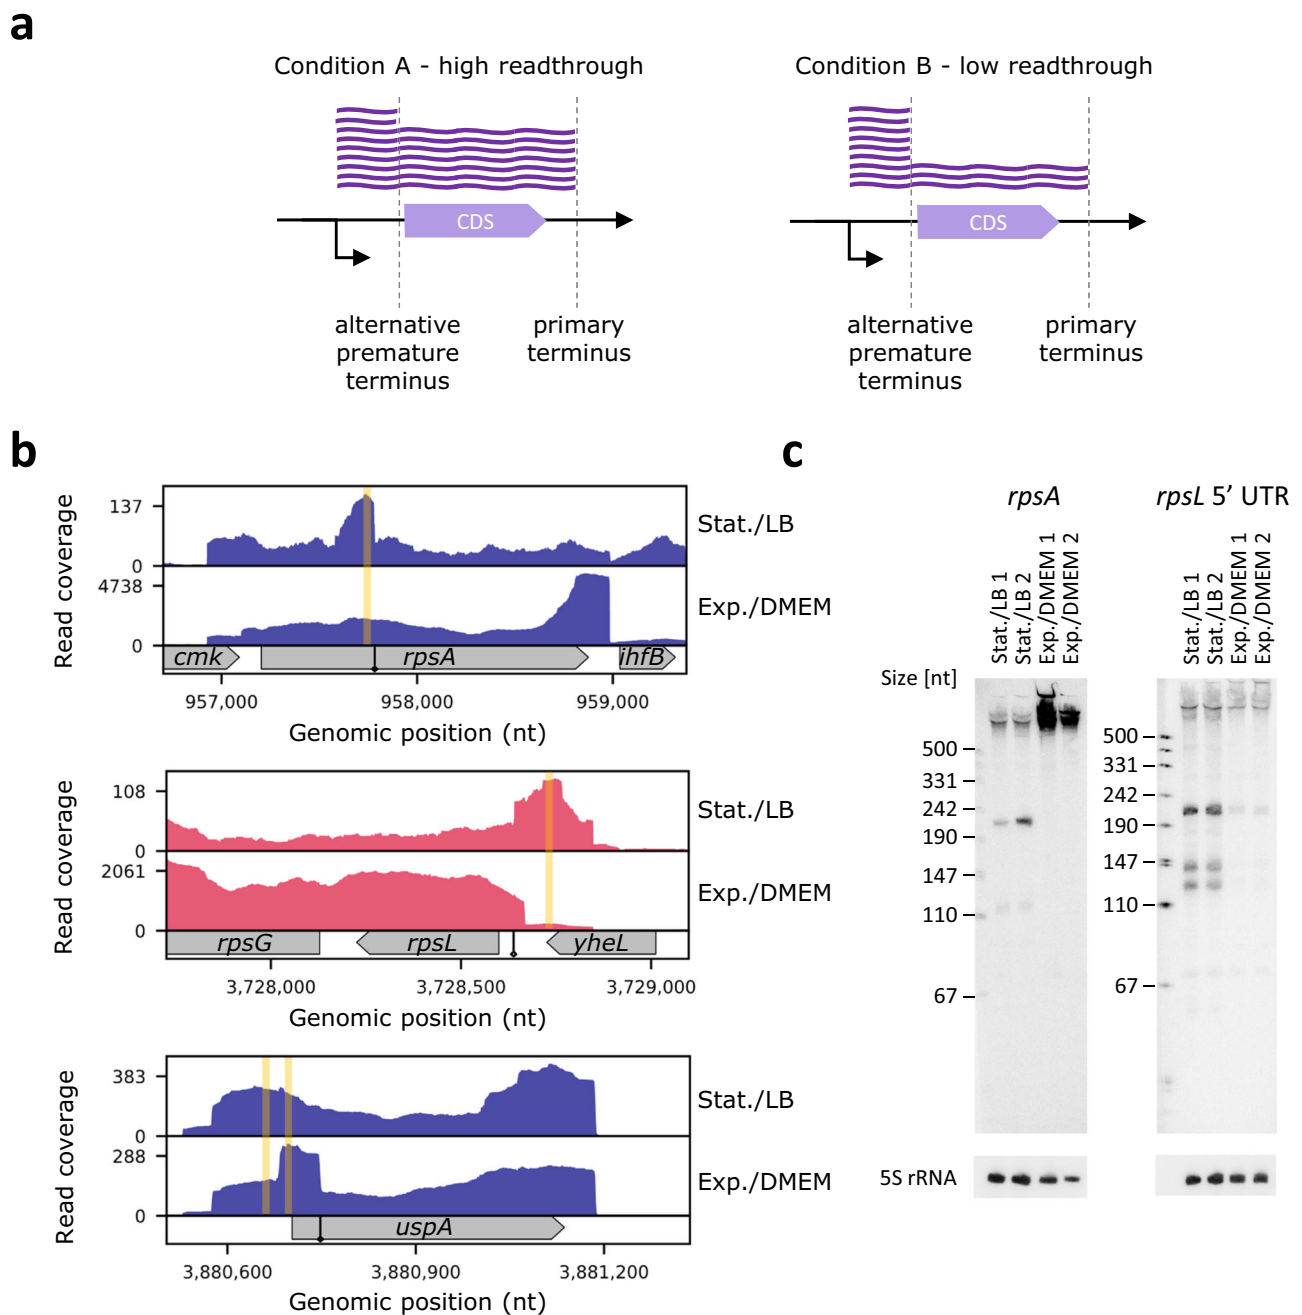 a
Condition A - high readthrough
Condition B - low readthrough
CDS
CDS
alternative
premature
terminus
primary
terminus
alternative
premature
terminus
primary
terminus
b
Read coverage
137
0
Stat./LB
4738
0
Exp./DMEM
cmk
rpsA
ihfB
957,000
958,000
959,000
Genomic position (nt)
Read coverage
108
0
Stat./LB
2061
0
Exp./DMEM
rpsG
rpsL
yheL
3,728,000
3,728,500
3,729,000
Genomic position (nt)
Read coverage
383
0
Stat./LB
288
0
Exp./DMEM
uspA
3,880,600
3,880,900
3,881,200
Genomic position (nt)
c
rpsA
rpsL 5’ UTR
Stat./LB 1
Stat./LB 2
Exp./DMEM 1
Exp./DMEM 2
Stat./LB 1
Stat./LB 2
Exp./DMEM 1
Exp./DMEM 2
Size [nt]
500
331
242
190
147
110
67
500
331
242
190
147
110
67
5S rRNA